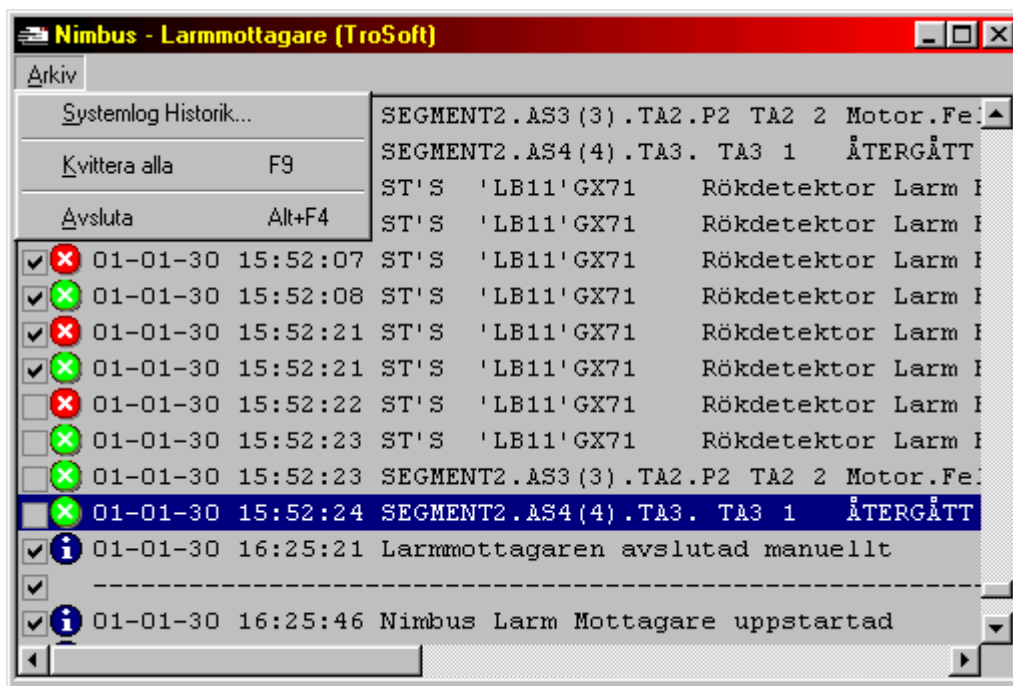 Nimbus - Larmmottagare (TroSoft)
Arkiv
Systemlog Historik...
Kvittera alla F9
Avsluta Alt+F4
SEGMENT2.AS3(3).TA2.P2 TA2 2 Motor.Fel
SEGMENT2.AS4(4).TA3. TA3 1 ÅTERGÅTT
ST'S 'LB11'GX71 Rökdetektor Larm
ST'S 'LB11'GX71 Rökdetektor Larm
01-01-30 15:52:07 ST'S 'LB11'GX71 Rökdetektor Larm
01-01-30 15:52:08 ST'S 'LB11'GX71 Rökdetektor Larm
01-01-30 15:52:21 ST'S 'LB11'GX71 Rökdetektor Larm
01-01-30 15:52:21 ST'S 'LB11'GX71 Rökdetektor Larm
01-01-30 15:52:22 ST'S 'LB11'GX71 Rökdetektor Larm
01-01-30 15:52:23 ST'S 'LB11'GX71 Rökdetektor Larm
01-01-30 15:52:23 SEGMENT2.AS3(3).TA2.P2 TA2 2 Motor.Fel
01-01-30 15:52:24 SEGMENT2.AS4(4).TA3. TA3 1 ÅTERGÅTT
01-01-30 16:25:21 Larmmottagaren avslutad manuellt
--------------------------------------------------------
01-01-30 16:25:46 Nimbus Larm Mottagare uppstartad